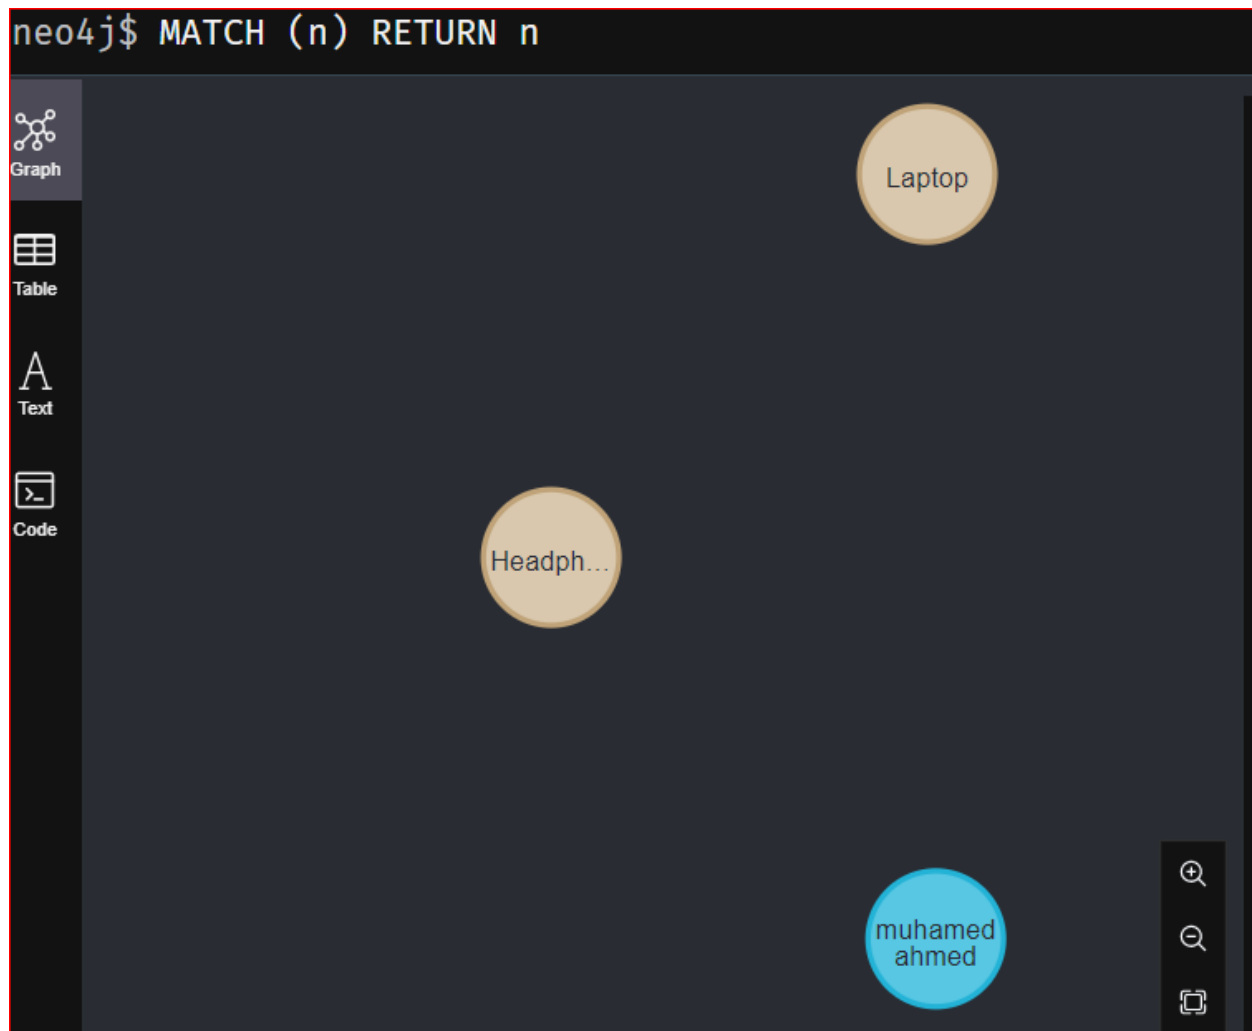 neo4j$ MATCH (n) RETURN n
Graph
Table
Text
Code
Laptop
Headph...
muhamed
ahmed